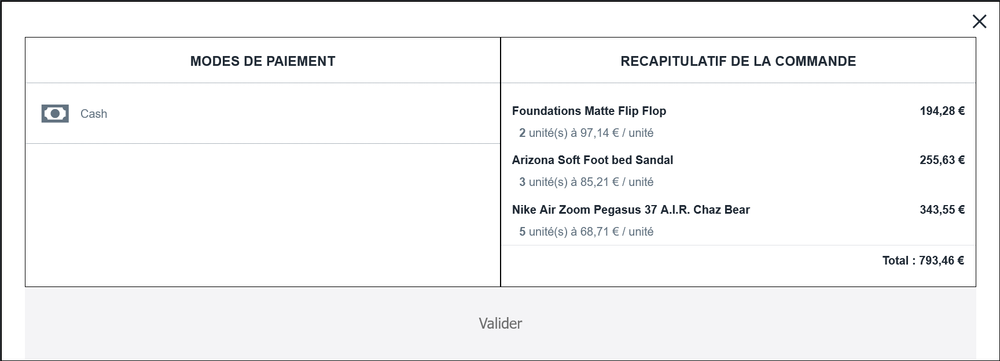 MODES DE PAIEMENT
Cash
RECAPITULATIF DE LA COMMANDE
Foundations Matte Flip Flop 194,28 €
2 unité(s) à 97,14 € / unité
Arizona Soft Foot bed Sandal 255,63 €
3 unité(s) à 85,21 € / unité
Nike Air Zoom Pegasus 37 A.I.R. Chaz Bear 343,55 €
5 unité(s) à 68,71 € / unité
Total : 793,46 €
Valider